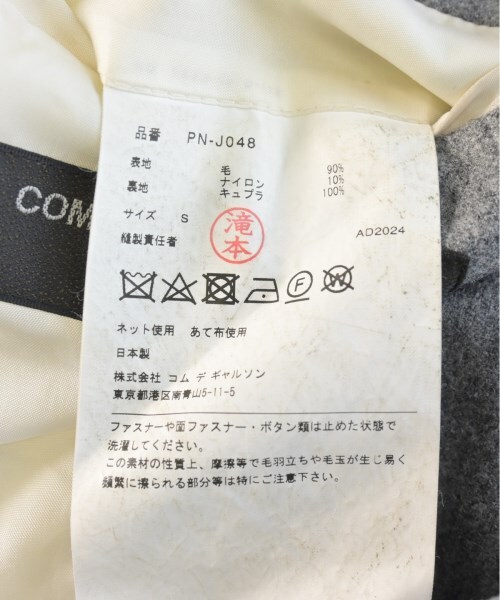 品番 PN-J048
表地 毛 90%
ナイロン 10%
裏地 キュプラ 100%
サイズ S
縫製責任者 滝本 AD2024
COM
F
W
ネット使用 あて布使用
日本製
株式会社 コム デ ギャルソン
東京都港区南青山5-11-5
ファスナーや面ファスナー・ボタン類は止めた状態で
洗濯してください。
この素材の性質上、摩擦等で毛羽立ちや毛玉が生じ易く
頻繁に擦られる部分等は特にご注意下さい。